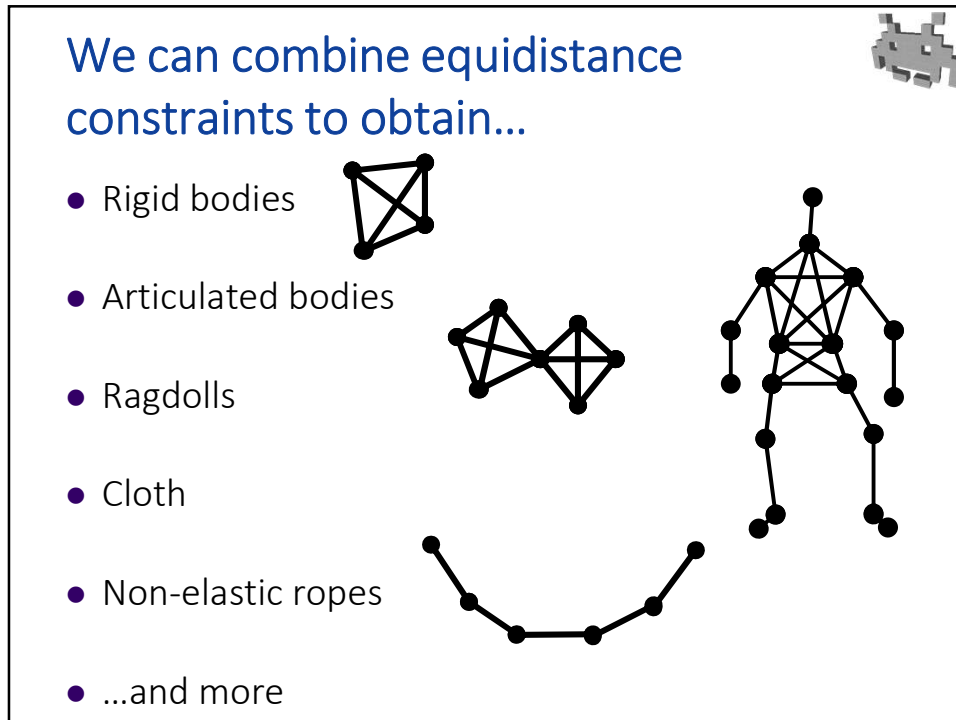 We can combine equidistance
constraints to obtain…
● Rigid bodies
● Articulated bodies
● Ragdolls
● Cloth
● Non-elastic ropes
● …and more